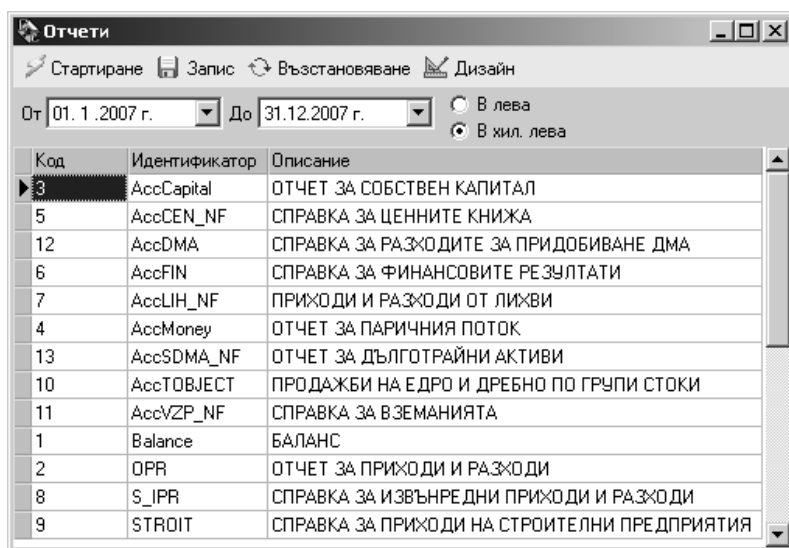 Отчети
Стартиране Запис Възстановяване Дизайн
От 01. 1 .2007 г. До 31.12.2007 г. В лева
В хил. лева
Код Идентификатор Описание
3 AccCapital ОТЧЕТ ЗА СОБСТВЕН КАПИТАЛ
5 AccCEN_NF СПРАВКА ЗА ЦЕННИТЕ КНИЖА
12 AccDMA СПРАВКА ЗА РАЗХОДИТЕ ЗА ПРИДОБИВАНЕ ДМА
6 AccFIN СПРАВКА ЗА ФИНАНСОВИТЕ РЕЗУЛТАТИ
7 AccLIH_NF ПРИХОДИ И РАЗХОДИ ОТ ЛИХВИ
4 AccMoney ОТЧЕТ ЗА ПАРИЧНИЯ ПОТОК
13 AccSDMA_NF ОТЧЕТ ЗА ДЪЛГОТРАЙНИ АКТИВИ
10 AccTOBJECT ПРОДАЖБИ НА ЕДРО И ДРЕБНО ПО ГРУПИ СТОКИ
11 AccVZP_NF СПРАВКА ЗА ВЗЕМАНИЯТА
1 Balance БАЛАНС
2 OPR ОТЧЕТ ЗА ПРИХОДИ И РАЗХОДИ
8 S_IPR СПРАВКА ЗА ИЗВЪНРЕДНИ ПРИХОДИ И РАЗХОДИ
9 STROIT СПРАВКА ЗА ПРИХОДИ НА СТРОИТЕЛНИ ПРЕДПРИЯТИЯ